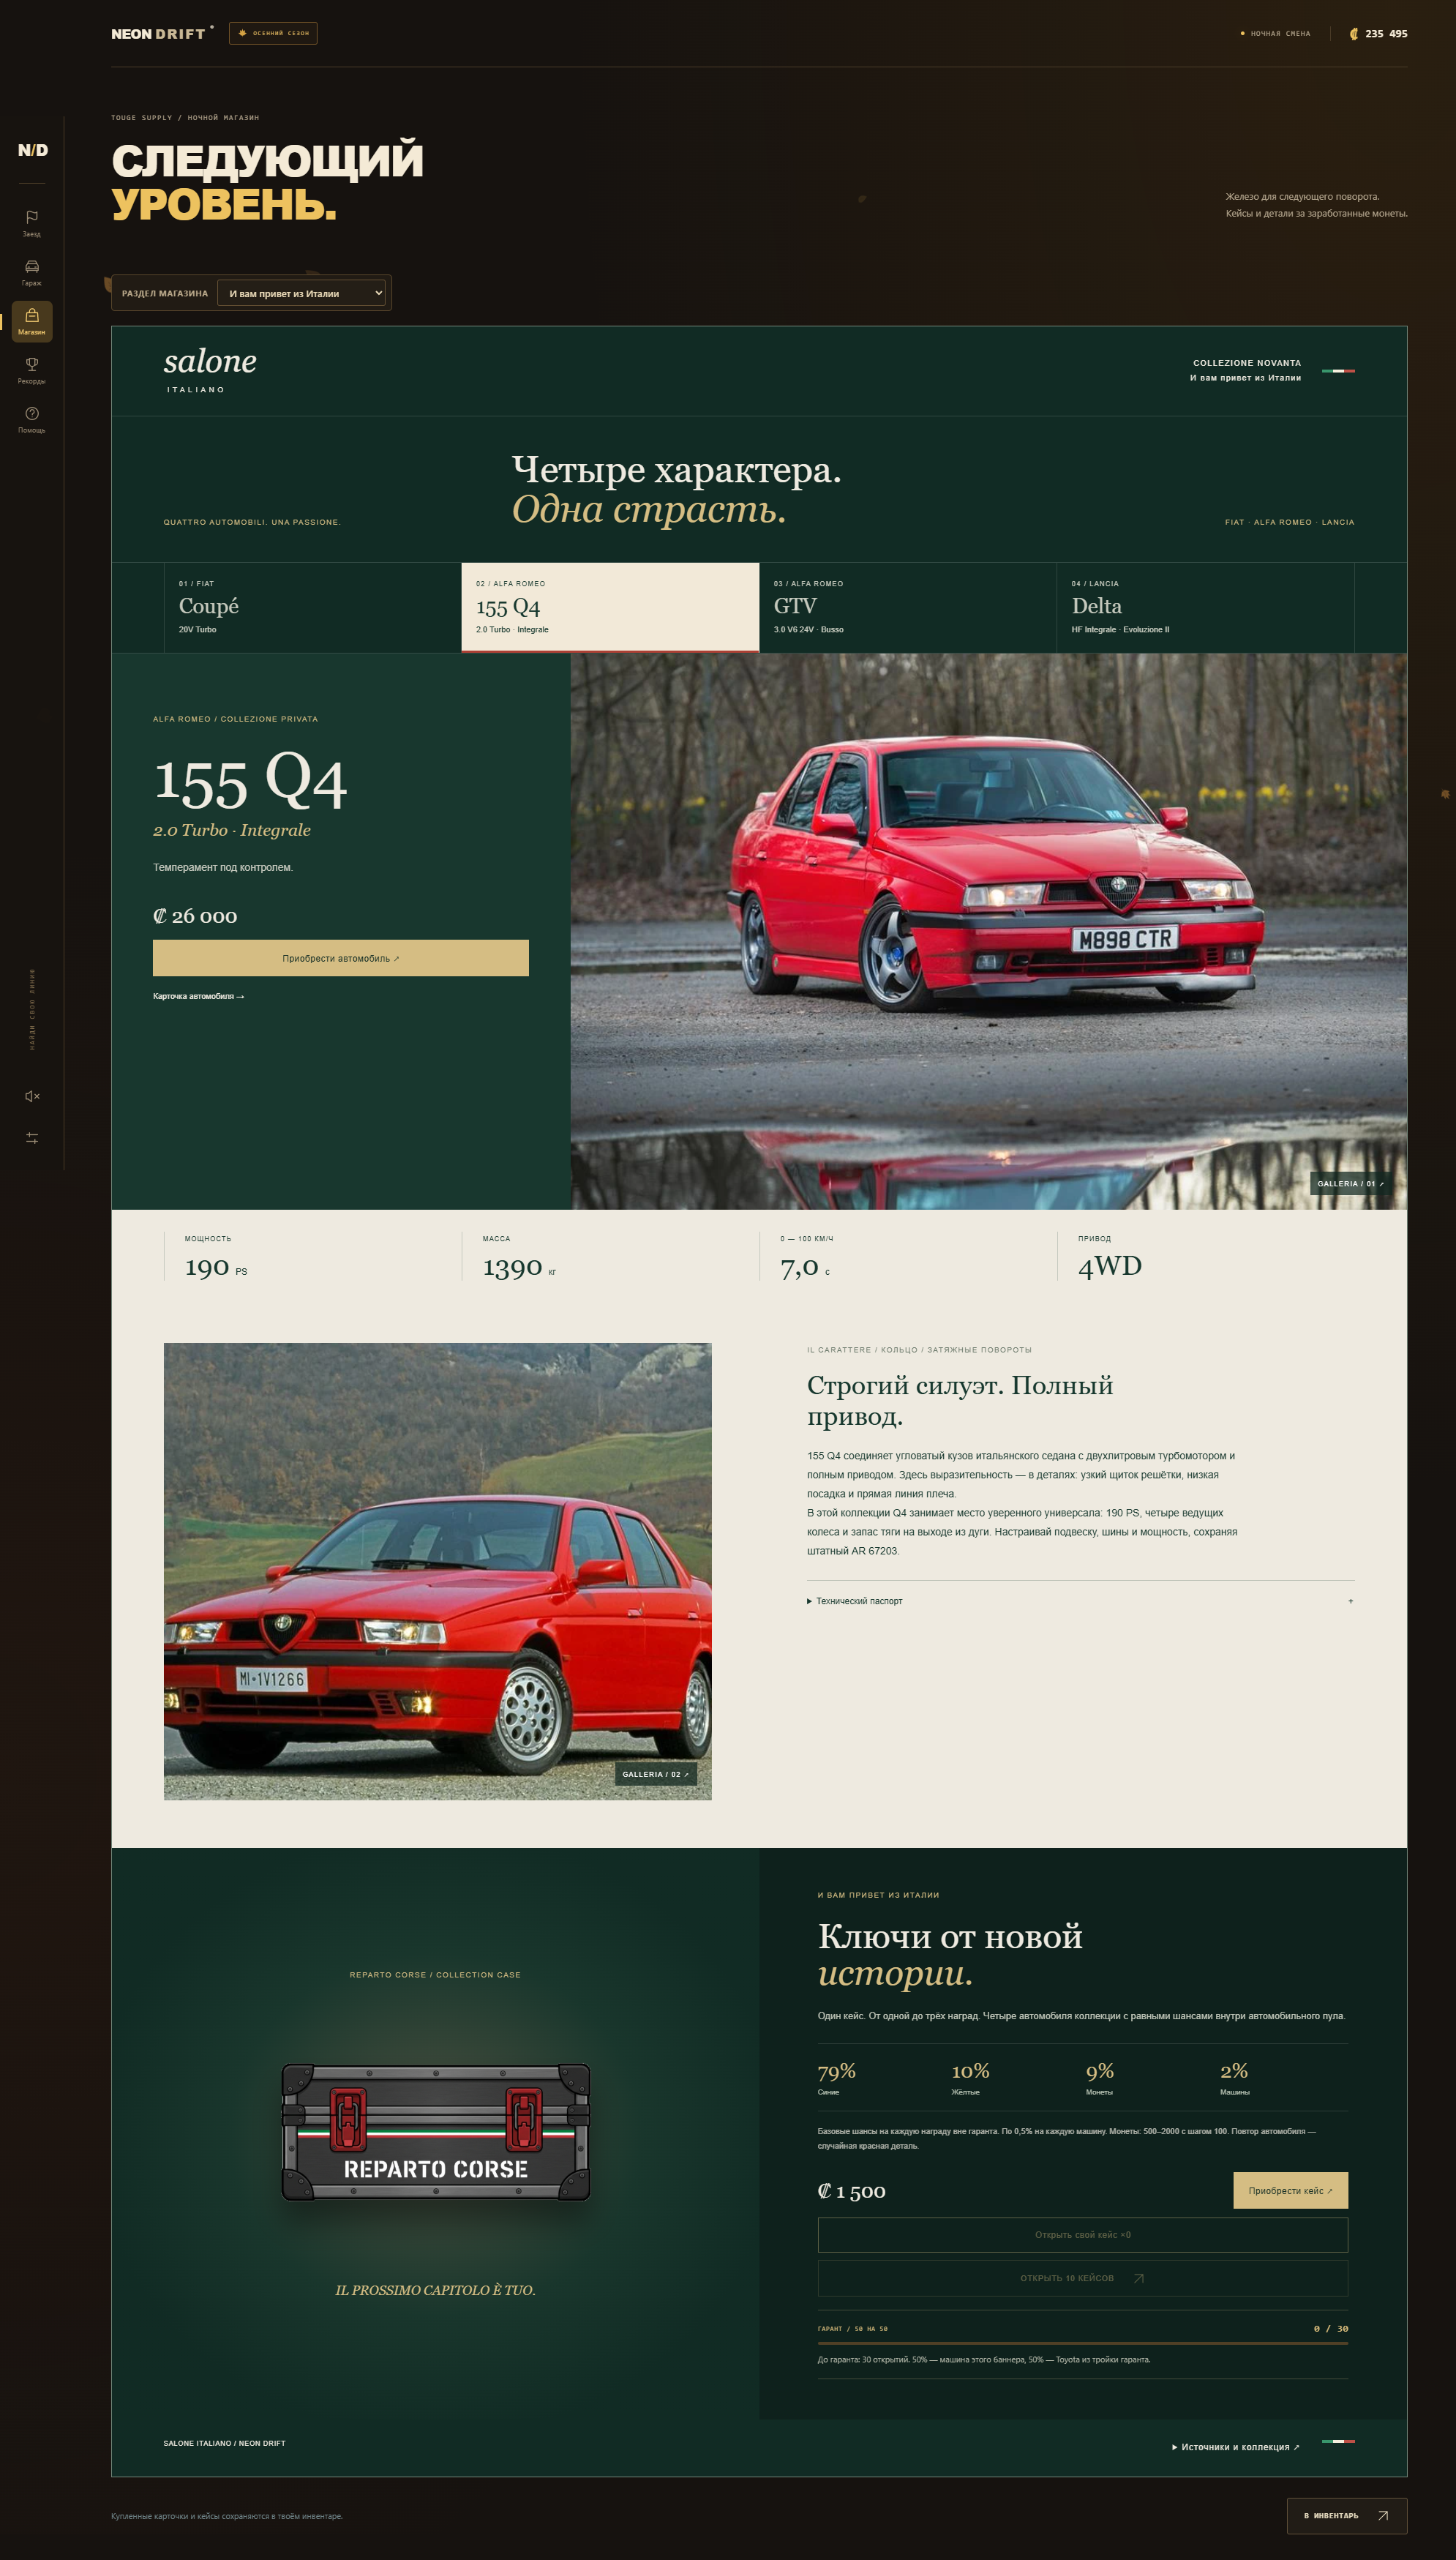 NEON DRIFT
ОСЕННИЙ СЕЗОН
НОЧНАЯ СМЕНА
₡ 235 495
TOUGE SUPPLY / НОЧНОЙ МАГАЗИН
N/D
СЛЕДУЮЩИЙ
УРОВЕНЬ.
Железо для следующего поворота.
Кейсы и детали за заработанные монеты.
Заезд
Гараж
Магазин
Рекорды
Помощь
НАЙДИ СВОЮ ЛИНИЮ
РАЗДЕЛ МАГАЗИНА
И вам привет из Италии
salone
ITALIANO
COLLEZIONE NOVANTA
И вам привет из Италии
Четыре характера.
Одна страсть.
QUATTRO AUTOMOBILI. UNA PASSIONE.
FIAT · ALFA ROMEO · LANCIA
01 / FIAT
Coupé
20V Turbo
02 / ALFA ROMEO
155 Q4
2.0 Turbo · Integrale
03 / ALFA ROMEO
GTV
3.0 V6 24V · Busso
04 / LANCIA
Delta
HF Integrale · Evoluzione II
ALFA ROMEO / COLLEZIONE PRIVATA
155 Q4
2.0 Turbo · Integrale
Темперамент под контролем.
₡ 26 000
Приобрести автомобиль ↗
Карточка автомобиля →
M898 CTR
GALLERIA / 01 ↗
МОЩНОСТЬ
190 PS
МАССА
1390 кг
0 — 100 КМ/Ч
7,0 с
ПРИВОД
4WD
MI·1V1266
GALLERIA / 02 ↗
IL CARATTERE / КОЛЬЦО / ЗАТЯЖНЫЕ ПОВОРОТЫ
Строгий силуэт. Полный
привод.
155 Q4 соединяет угловатый кузов итальянского седана с двухлитровым турбомотором и
полным приводом. Здесь выразительность — в деталях: узкий щиток решётки, низкая
посадка и прямая линия плеча.
В этой коллекции Q4 занимает место уверенного универсала: 190 PS, четыре ведущих
колеса и запас тяги на выходе из дуги. Настраивай подвеску, шины и мощность, сохраняя
штатный AR 67203.
▶ Технический паспорт +
REPARTO CORSE / COLLECTION CASE
REPARTO CORSE
IL PROSSIMO CAPITOLO È TUO.
И ВАМ ПРИВЕТ ИЗ ИТАЛИИ
Ключи от новой
истории.
Один кейс. От одной до трёх наград. Четыре автомобиля коллекции с равными шансами внутри автомобильного пула.
79%
Синие
10%
Жёлтые
9%
Монеты
2%
Машины
Базовые шансы на каждую награду вне гаранта. По 0,5% на каждую машину. Монеты: 500–2000 с шагом 100. Повтор автомобиля —
случайная красная деталь.
₡ 1 500
Приобрести кейс ↗
Открыть свой кейс ×0
ОТКРЫТЬ 10 КЕЙСОВ
ГАРАНТ / 50 НА 50
0 / 30
До гаранта: 30 открытий. 50% — машина этого баннера, 50% — Toyota из тройки гаранта.
SALONE ITALIANO / NEON DRIFT
▶ Источники и коллекция ↗
Купленные карточки и кейсы сохраняются в твоём инвентаре.
В ИНВЕНТАРЬ